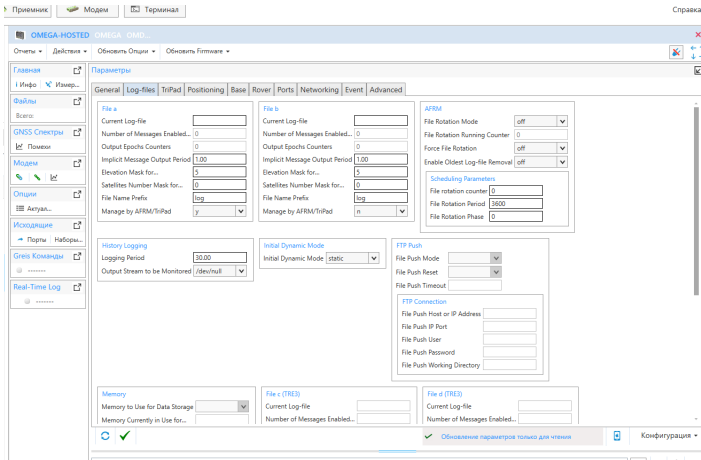 Приемник Модем Терминал Справка
OMEGA-HOSTED OMEGA OMD...
Отчеты Действия Обновить Опции Обновить Firmware
Главная
Инфо Измер...
Файлы
Всего:
GNSS Спектры
Помехи
Модем
Опции
Актуал...
Исходящие
Порты Наборы...
Greis Команды
-------
Real-Time Log
-------
Параметры
General Log-files TriPad Positioning Base Rover Ports Networking Event Advanced
File a
Current Log-file
Number of Messages Enabled... 0
Output Epochs Counters 0
Implicit Message Output Period 1.00
Elevation Mask for... 5
Satellites Number Mask for... 0
File Name Prefix log
Manage by AFRM/TriPad y
File b
Current Log-file
Number of Messages Enabled... 0
Output Epochs Counters 0
Implicit Message Output Period 1.00
Elevation Mask for... 5
Satellites Number Mask for... 0
File Name Prefix log
Manage by AFRM/TriPad n
AFRM
File Rotation Mode off
File Rotation Running Counter 0
Force File Rotation off
Enable Oldest Log-file Removal off
Scheduling Parameters
File rotation counter 0
File Rotation Period 3600
File Rotation Phase 0
History Logging
Logging Period 30.00
Output Stream to be Monitored /dev/null
Initial Dynamic Mode
Initial Dynamic Mode static
FTP Push
File Push Mode
File Push Reset
File Push Timeout
FTP Connection
File Push Host or IP Address
File Push IP Port
File Push User
File Push Password
File Push Working Directory
Memory
Memory to Use for Data Storage
Memory Currently in Use for...
File c (TRE3)
Current Log-file
Number of Messages Enabled...
File d (TRE3)
Current Log-file
Number of Messages Enabled...
Обновление параметров только для чтения Конфигурация